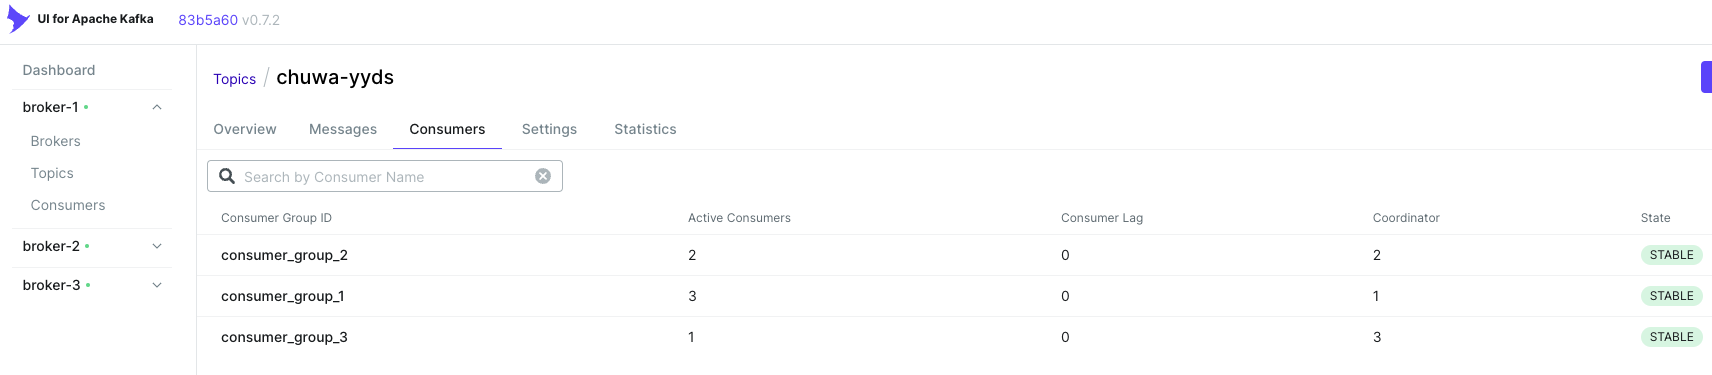 UI for Apache Kafka 83b5a60 v0.7.2
Dashboard
broker-1
Brokers
Topics
Consumers
broker-2
broker-3
Topics / chuwa-yyds
Overview Messages Consumers Settings Statistics
Search by Consumer Name
Consumer Group ID Active Consumers Consumer Lag Coordinator State
consumer_group_2 2 0 2 STABLE
consumer_group_1 3 0 1 STABLE
consumer_group_3 1 0 3 STABLE